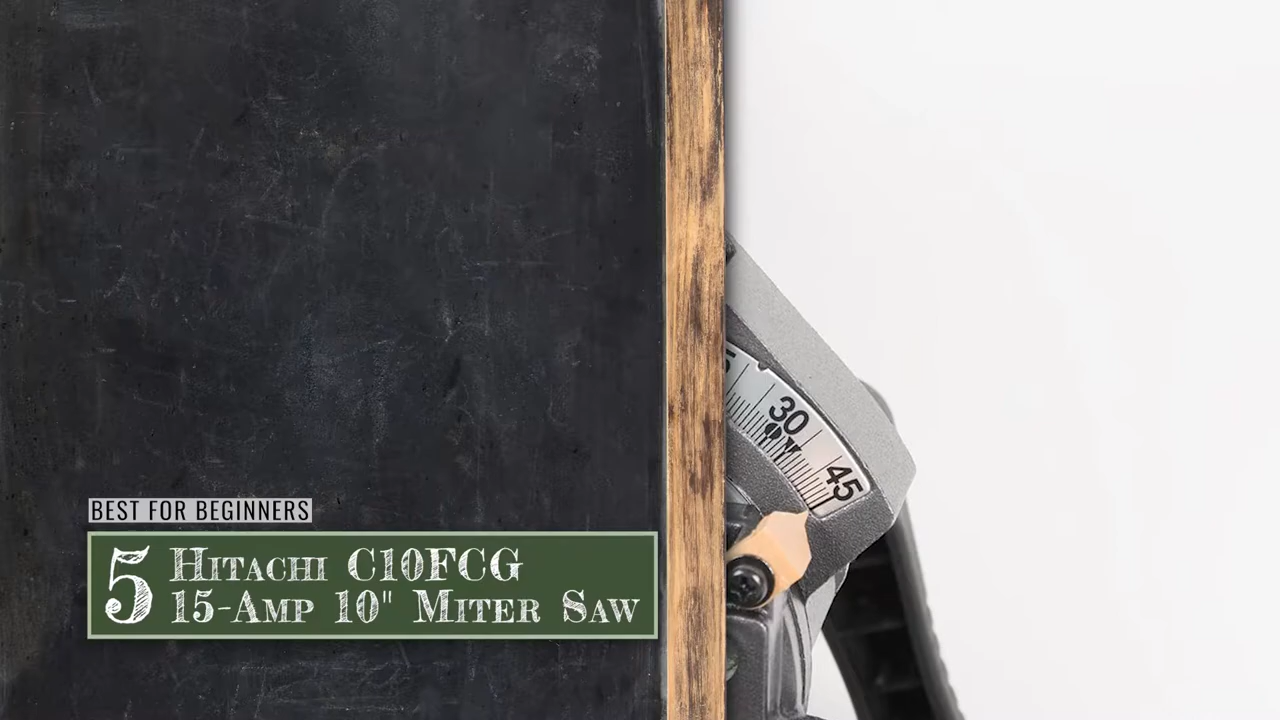 BEST FOR BEGINNERS
5 Hitachi C10FCG
15-Amp 10" Miter Saw
30
45